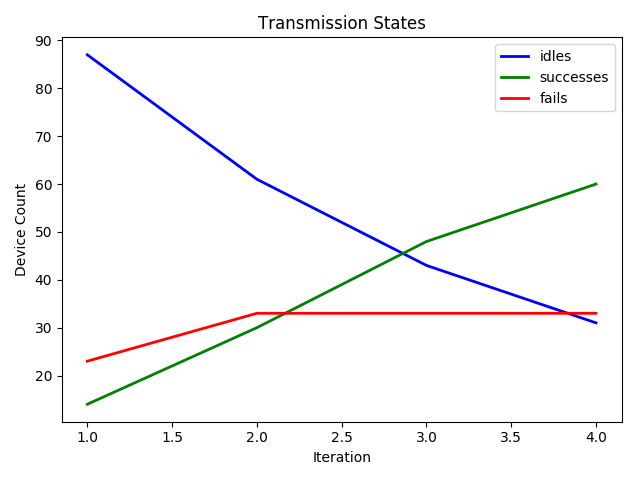 Transmission States
90
80
70
60
50
40
30
20
Device Count
idles
successes
fails
1.0 1.5 2.0 2.5 3.0 3.5 4.0
Iteration